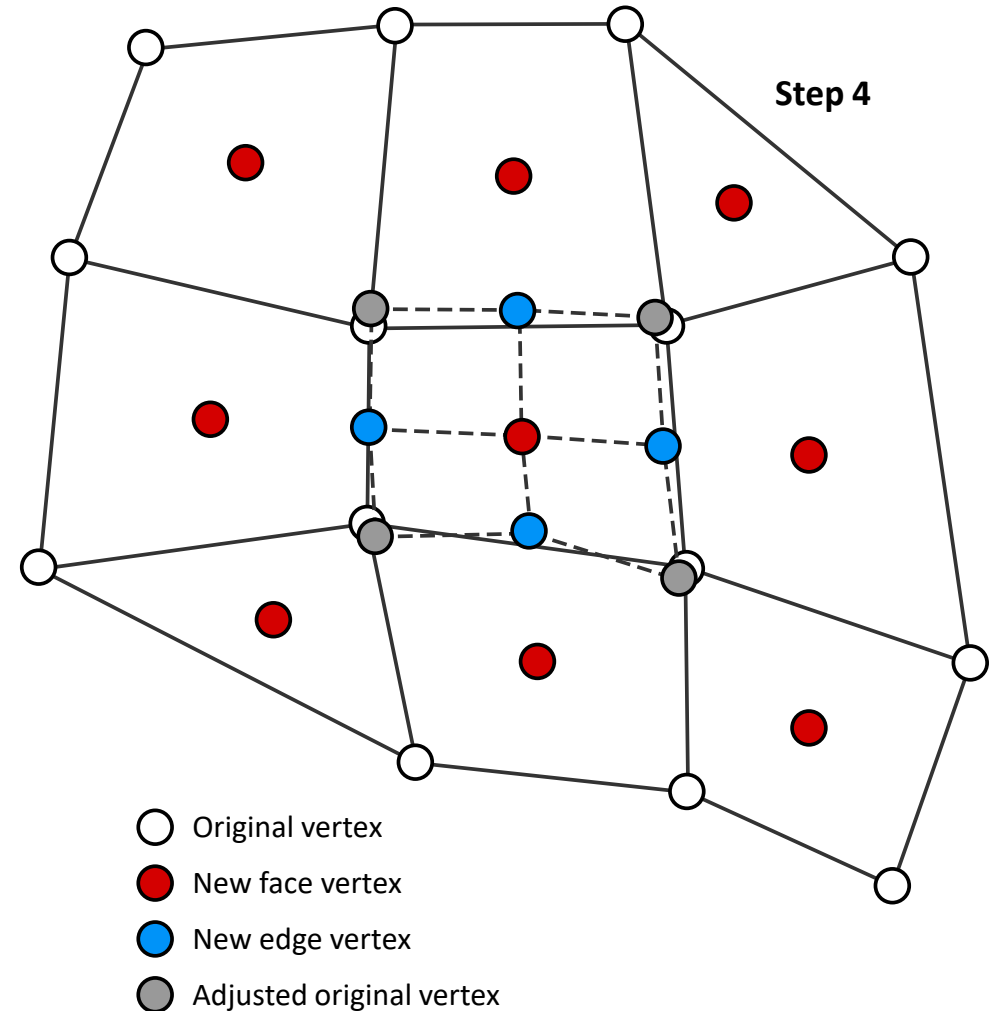 Step 4
Original vertex
New face vertex
New edge vertex
Adjusted original vertex